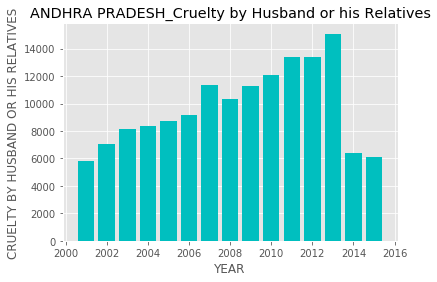 ANDHRA PRADESH_Cruelty by Husband or his Relatives
CRUELTY BY HUSBAND OR HIS RELATIVES
14000
12000
10000
8000
6000
4000
2000
0
2000 2002 2004 2006 2008 2010 2012 2014 2016
YEAR